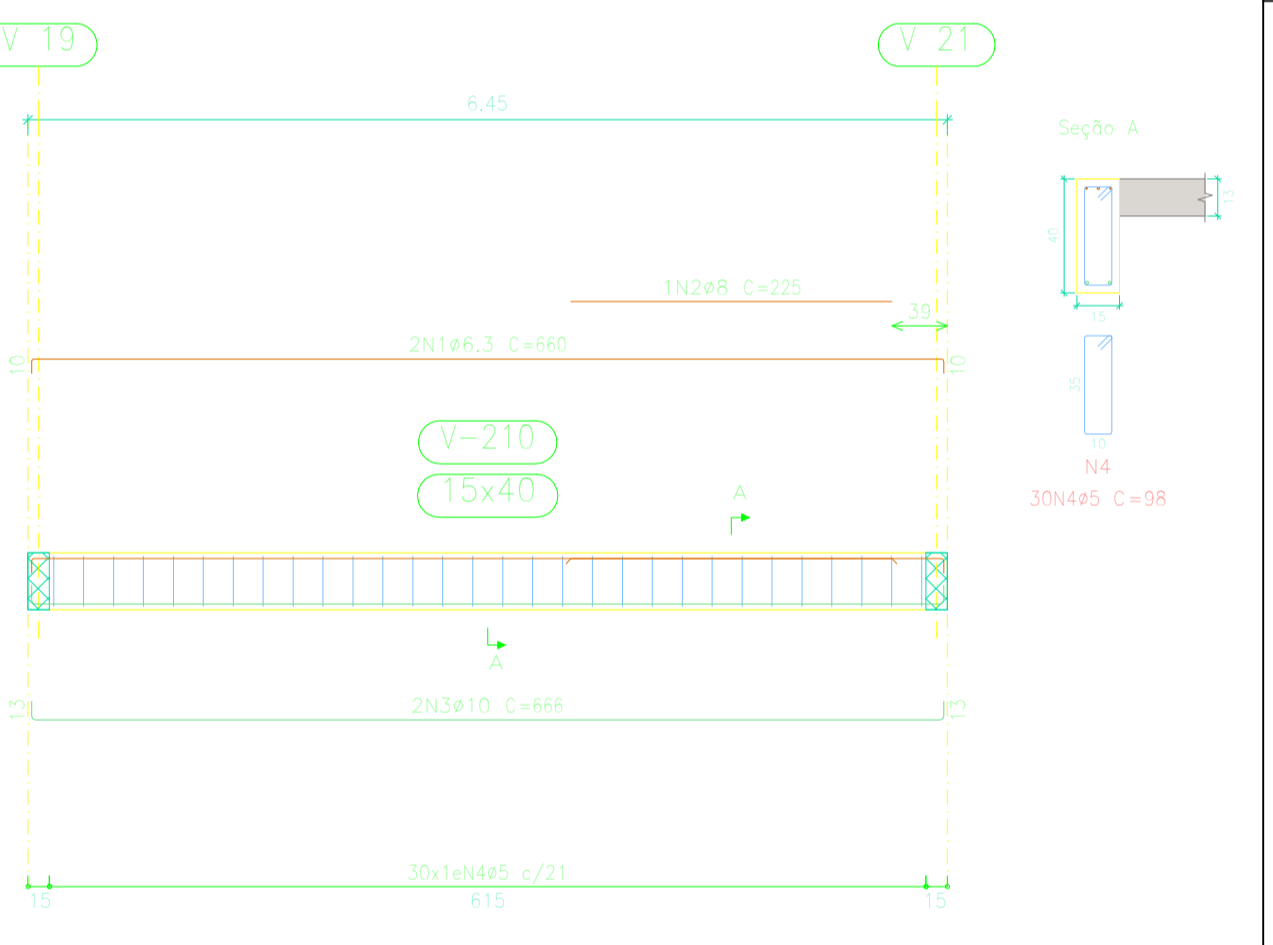 V 19
V 21
6.45
Seção A
13
40
15
1N2ø8 C=225
39
2N1ø6.3 C=660
10
10
35
10
N4
30N4ø5 C=98
V-210
15x40
A
A
2N3ø10 C=666
13
13
30x1eN4ø5 c/21
15
615
15